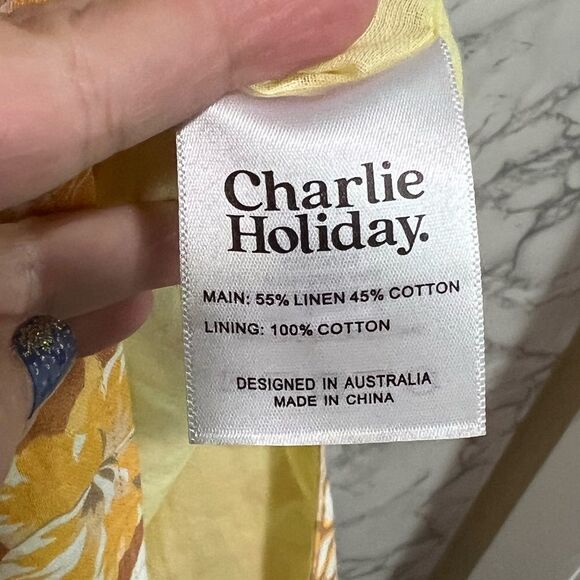 Charlie
Holiday.
MAIN: 55% LINEN 45% COTTON
LINING: 100% COTTON
DESIGNED IN AUSTRALIA
MADE IN CHINA